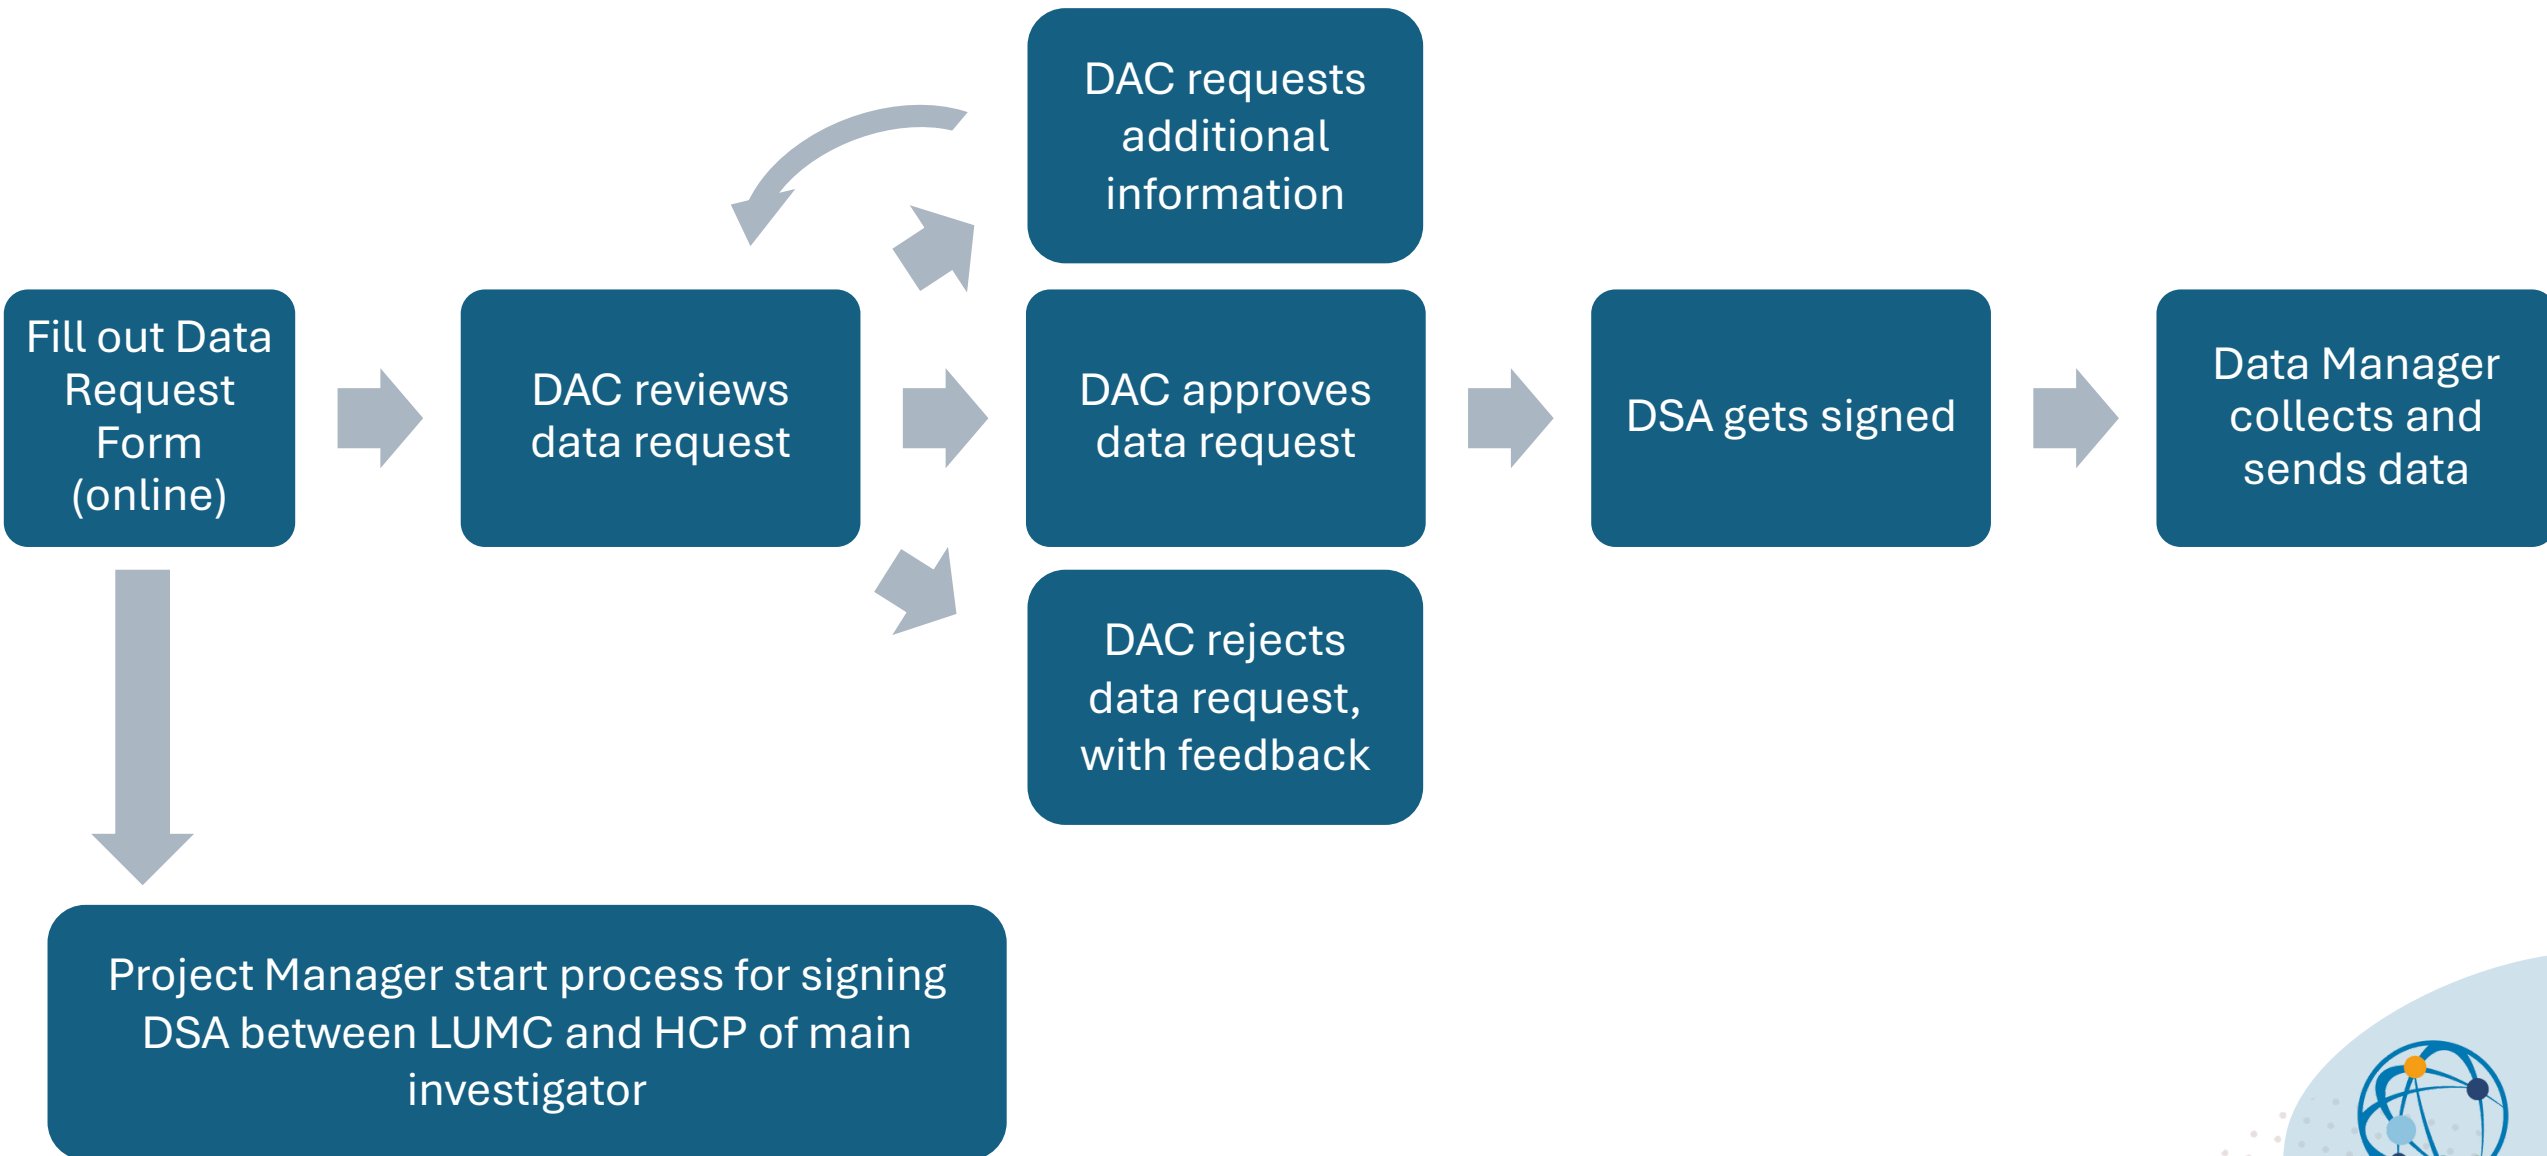 DAC requests
additional
information
Fill out Data
Request
Form
(online)
DAC reviews
data request
DAC approves
data request
DSA gets signed
Data Manager
collects and
sends data
DAC rejects
data request,
with feedback
Project Manager start process for signing
DSA between LUMC and HCP of main
investigator